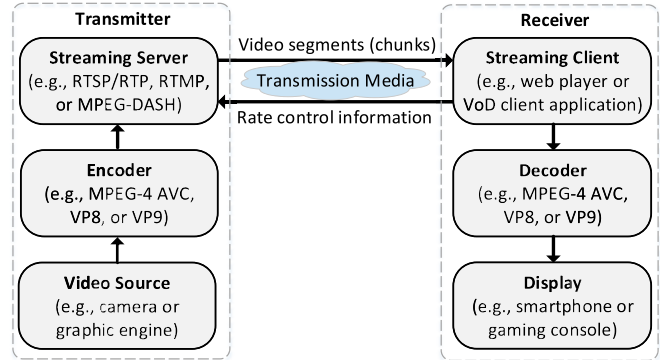 Transmitter
Streaming Server
(e.g., RTSP/RTP, RTMP,
or MPEG-DASH)
Encoder
(e.g., MPEG-4 AVC,
VP8, or VP9)
Video Source
(e.g., camera or
graphic engine)
Video segments (chunks)
Transmission Media
Rate control information
Receiver
Streaming Client
(e.g., web player or
VoD client application)
Decoder
(e.g., MPEG-4 AVC,
VP8, or VP9)
Display
(e.g., smartphone or
gaming console)